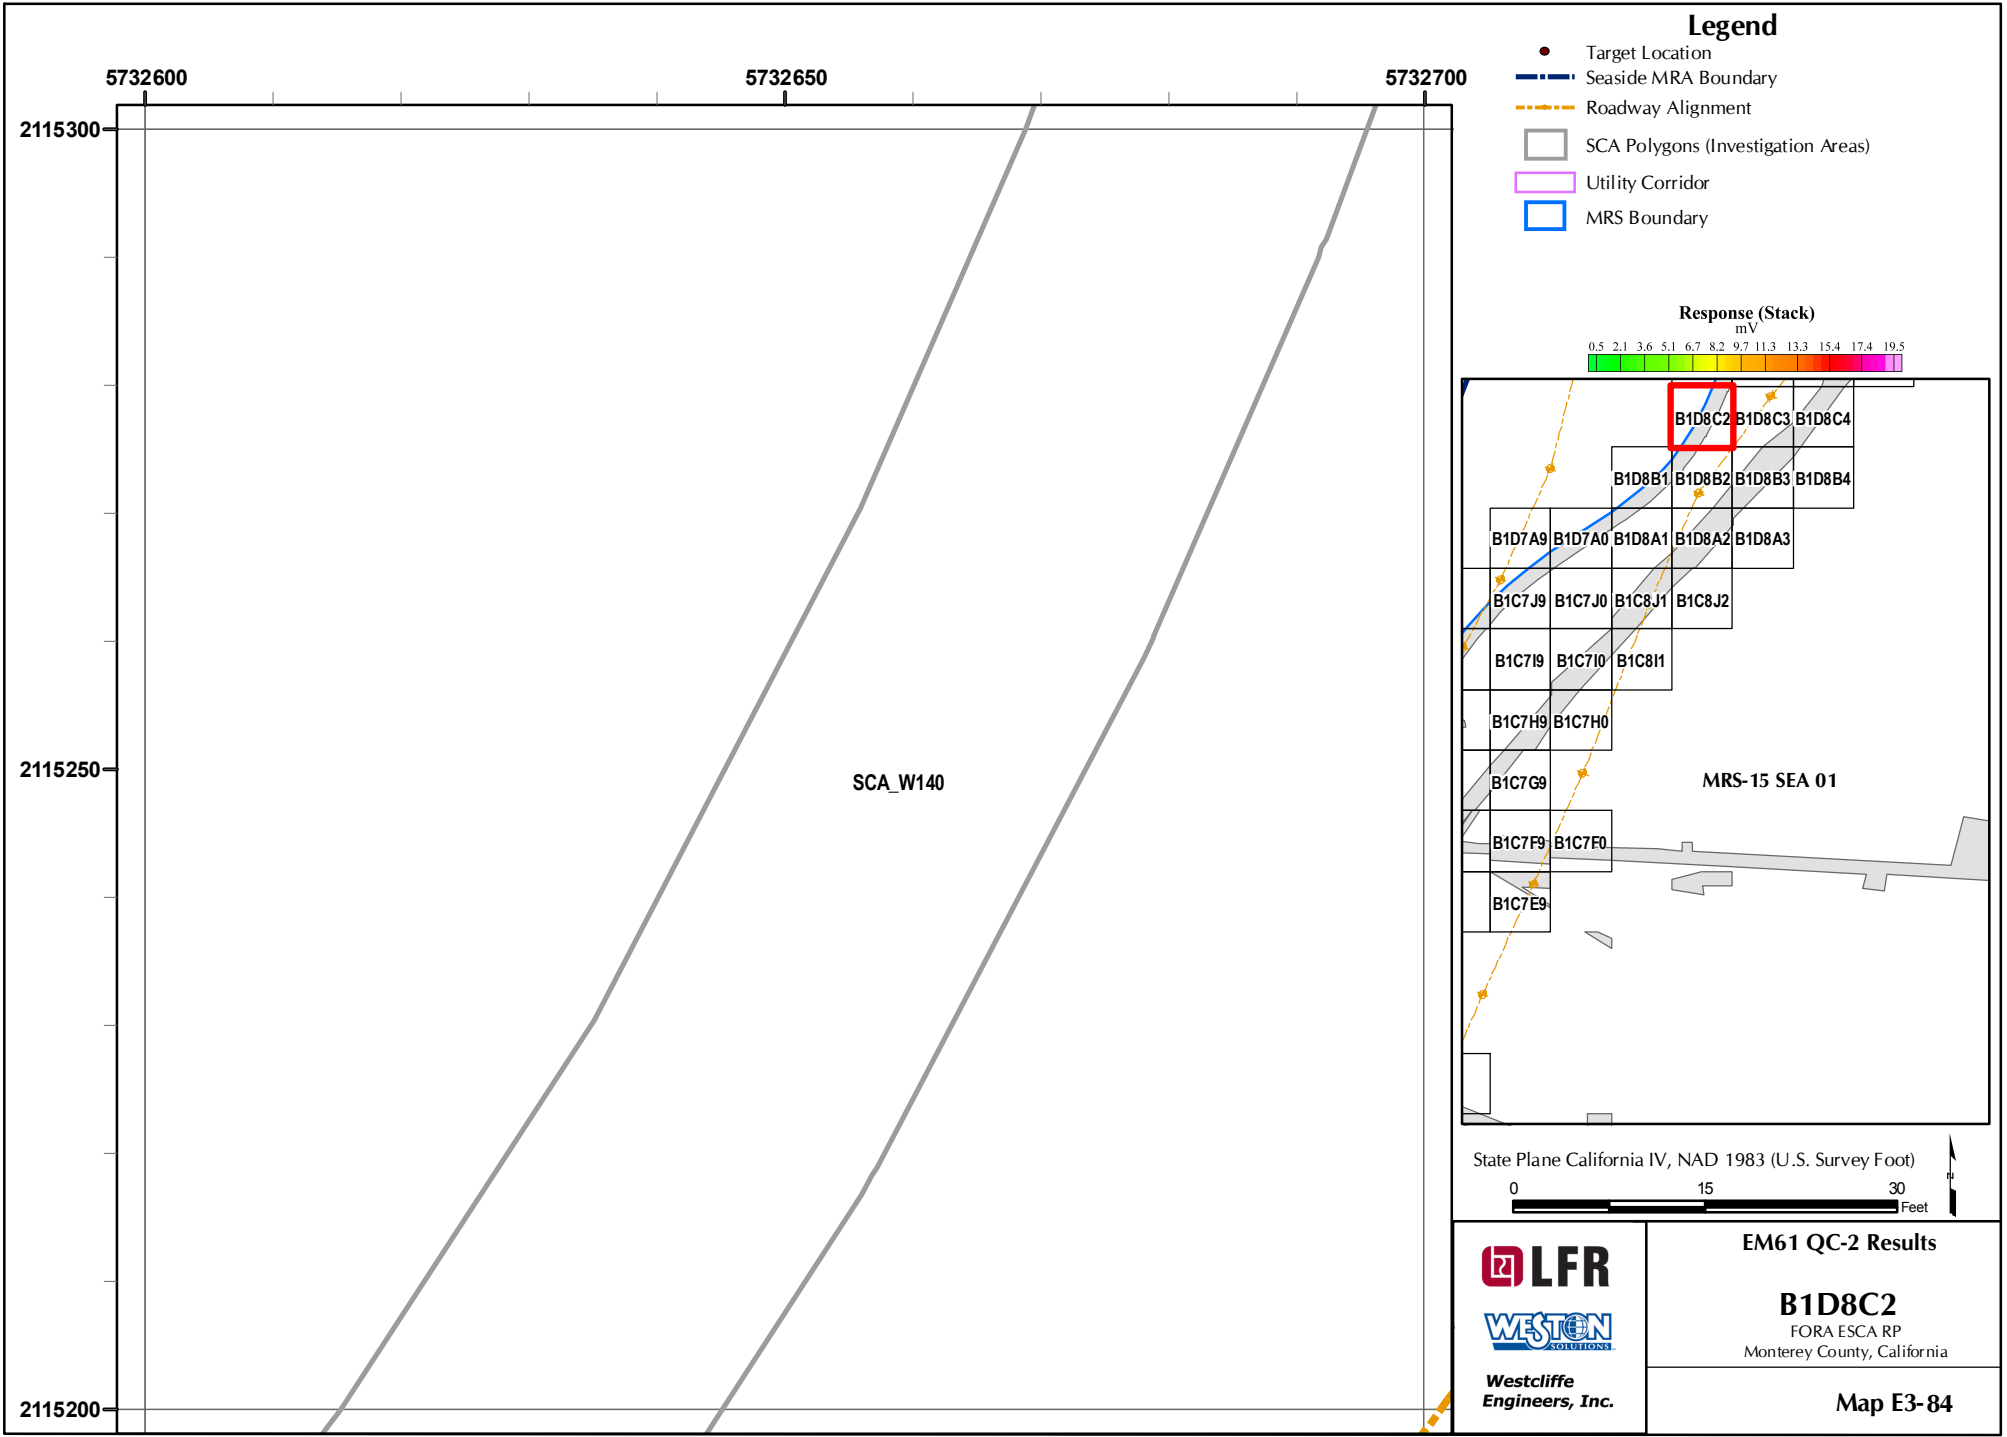 Legend
Target Location
Seaside MRA Boundary
Roadway Alignment
SCA Polygons (Investigation Areas)
Utility Corridor
MRS Boundary
5732600 5732650 5732700
2115300
2115250
2115200
SCA_W140
Response (Stack)
mV
0.5 2.1 3.6 5.1 6.7 8.2 9.7 11.3 13.3 15.4 17.4 19.5
B1D8C2 B1D8C3 B1D8C4
B1D8B1 B1D8B2 B1D8B3 B1D8B4
B1D7A9 B1D7A0 B1D8A1 B1D8A2 B1D8A3
B1C7J9 B1C7J0 B1C8J1 B1C8J2
B1C7I9 B1C7I0 B1C8I1
B1C7H9 B1C7H0
B1C7G9
MRS-15 SEA 01
B1C7F9 B1C7F0
B1C7E9
State Plane California IV, NAD 1983 (U.S. Survey Foot)
N
0 15 30
Feet
LFR
WESTON
SOLUTIONS
Westcliffe
Engineers, Inc.
EM61 QC-2 Results
B1D8C2
FORA ESCA RP
Monterey County, California
Map E3-84